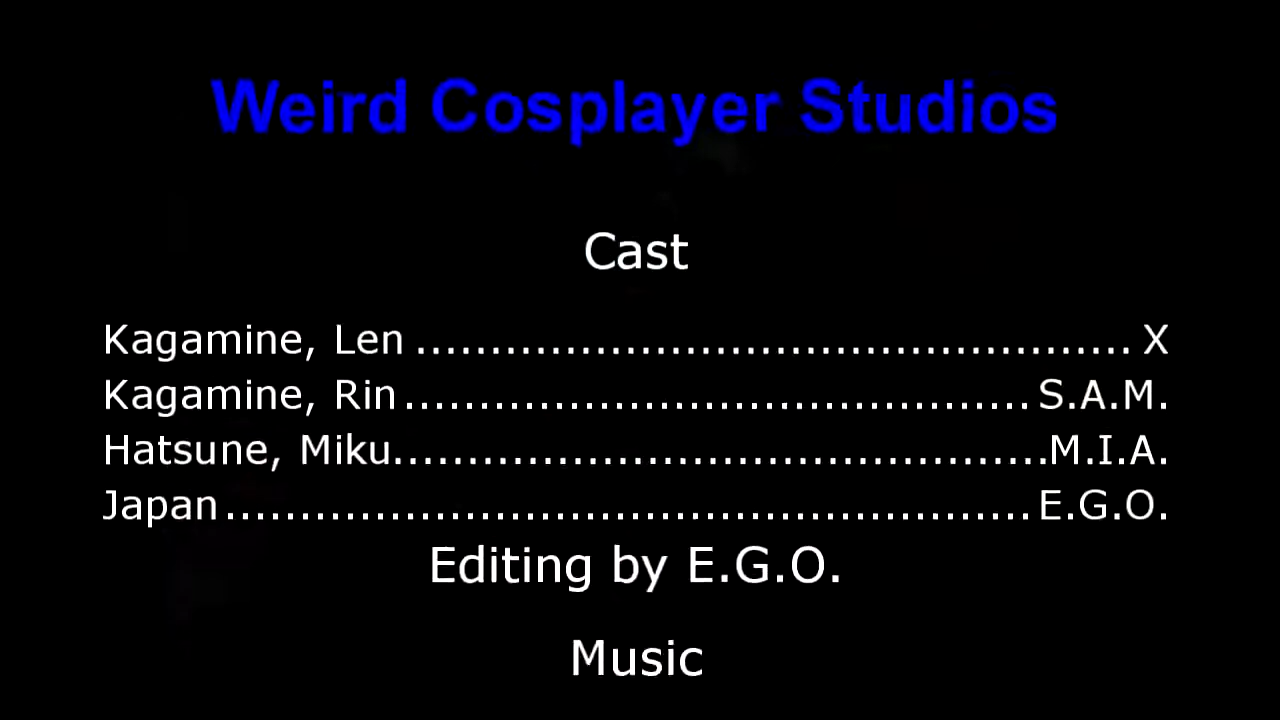 Weird Cosplayer Studios
Cast
Kagamine, Len ................................................ X
Kagamine, Rin .......................................... S.A.M.
Hatsune, Miku............................................M.I.A.
Japan ...................................................... E.G.O.
Editing by E.G.O.
Music